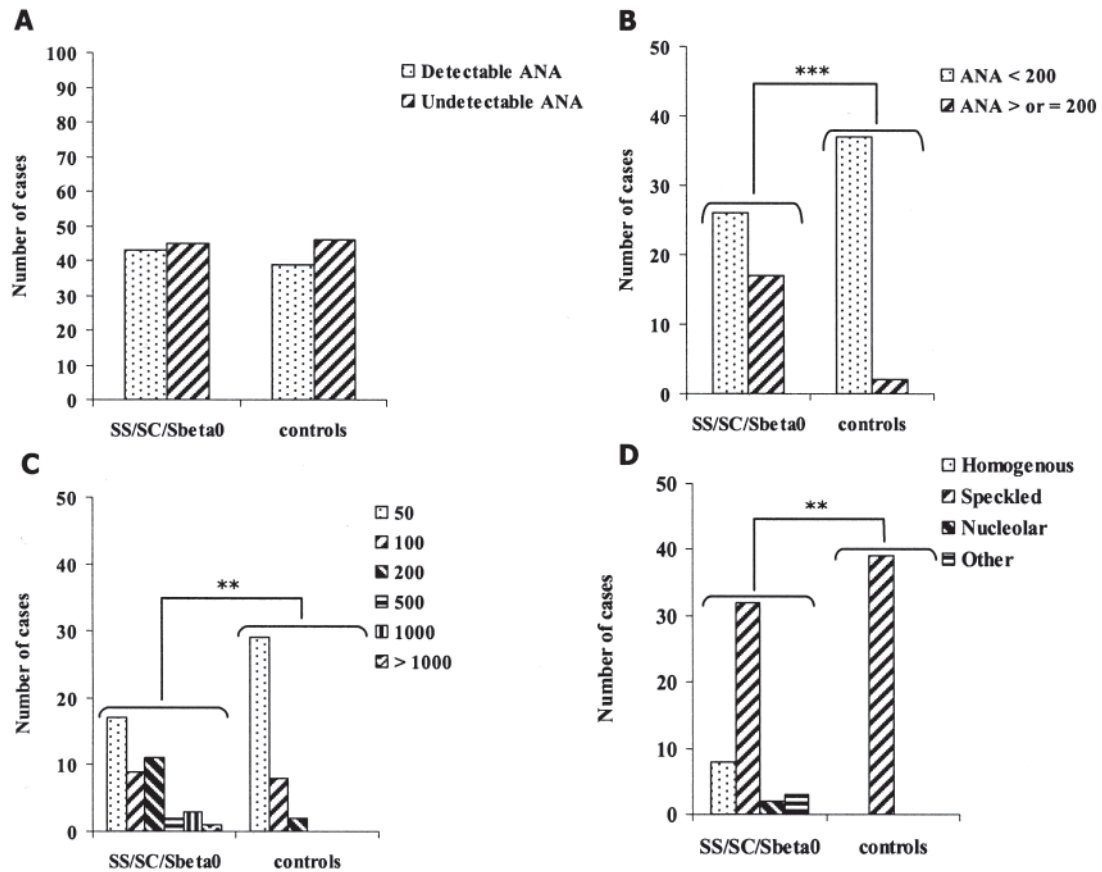 A
100
90
80
70
60
50
40
30
20
10
0
Number of cases
SS/SC/Sbeta0
controls
Detectable ANA
Undetectable ANA
B
50
40
30
20
10
0
Number of cases
***
SS/SC/Sbeta0
controls
ANA < 200
ANA > or = 200
C
50
40
30
20
10
0
Number of cases
**
SS/SC/Sbeta0
controls
50
100
200
500
1000
> 1000
D
50
40
30
20
10
0
Number of cases
**
SS/SC/Sbeta0
controls
Homogenous
Speckled
Nucleolar
Other